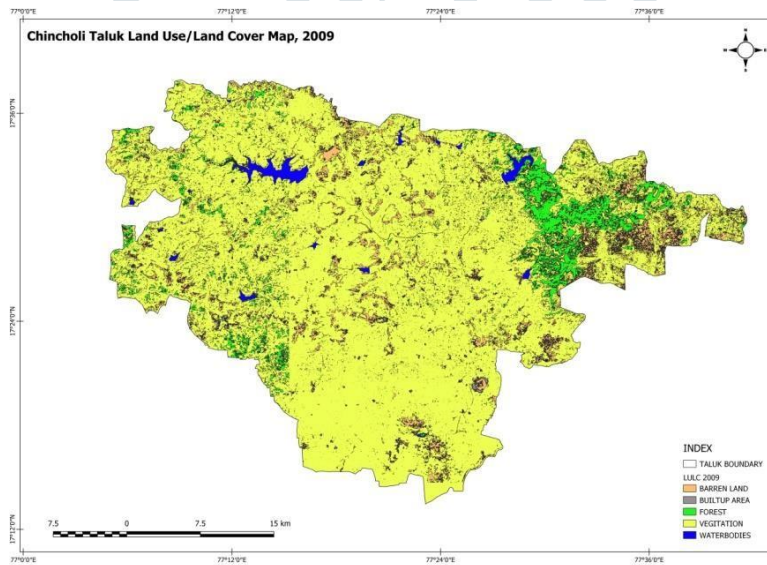 77°0'0"E 77°12'0"E 77°24'0"E 77°36'0"E
Chincholi Taluk Land Use/Land Cover Map, 2009
N
W E
S
17°36'0"N
17°24'0"N
17°12'0"N
INDEX
TALUK BOUNDARY
LULC 2009
BARREN LAND
BUILTUP AREA
FOREST
VEGITATION
WATERBODIES
7.5 0 7.5 15 km
77°0'0"E 77°12'0"E 77°24'0"E 77°36'0"E